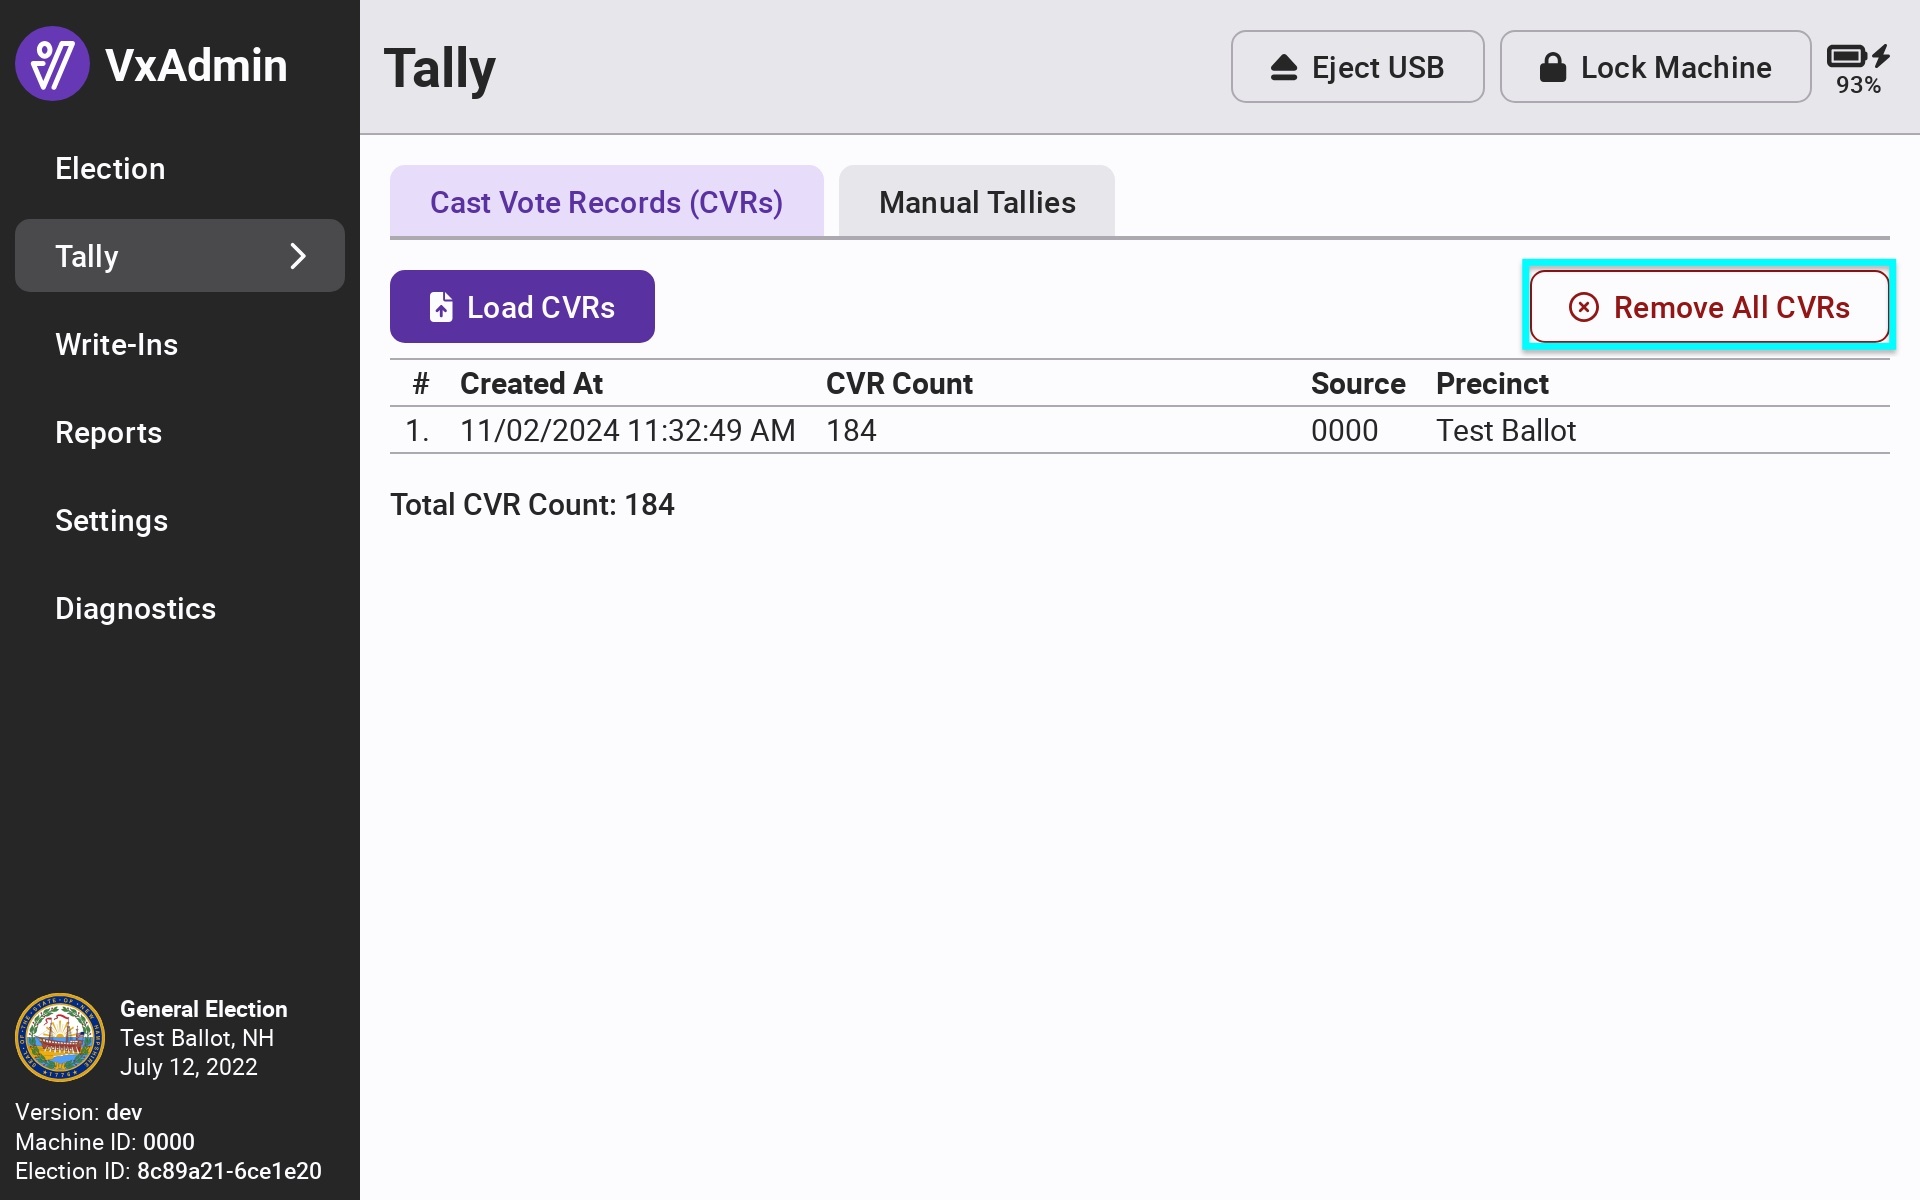 VxAdmin
Election
Tally
Write-Ins
Reports
Settings
Diagnostics
General Election
Test Ballot, NH
July 12, 2022
Version: dev
Machine ID: 0000
Election ID: 8c89a21-6ce1e20
Tally
Eject USB
Lock Machine
93%
Cast Vote Records (CVRs)
Manual Tallies
Load CVRs
Remove All CVRs
# Created At CVR Count Source Precinct
1. 11/02/2024 11:32:49 AM 184 0000 Test Ballot
Total CVR Count: 184